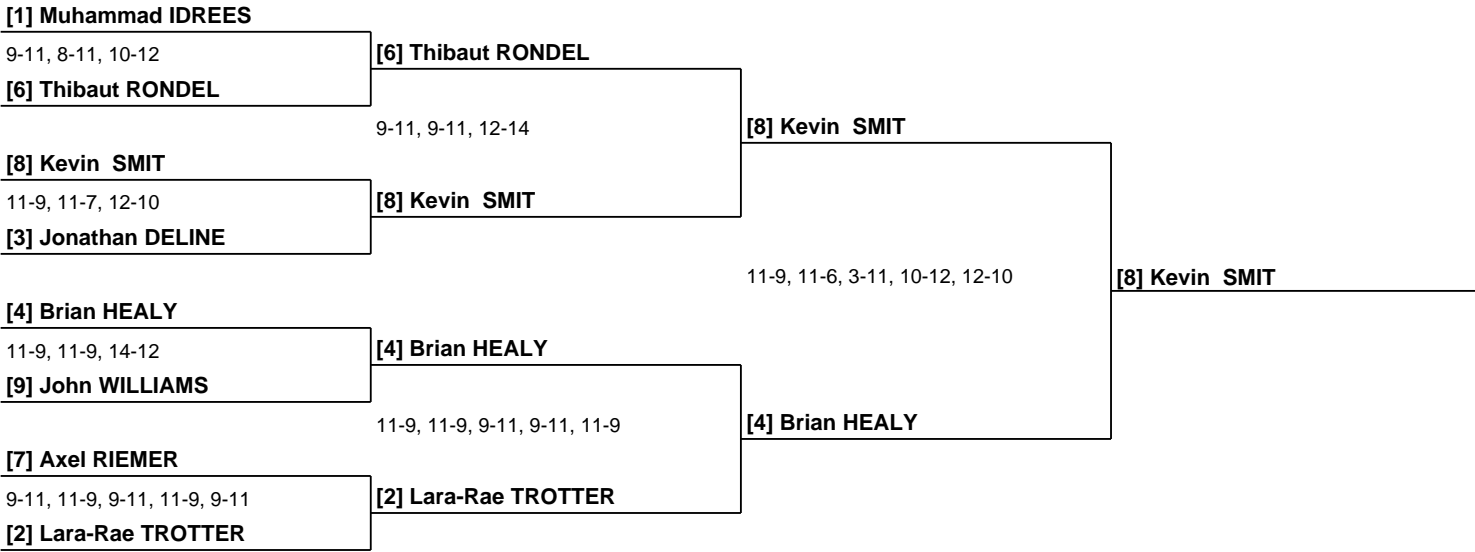 [1] Muhammad IDREES
9-11, 8-11, 10-12
[6] Thibaut RONDEL
[6] Thibaut RONDEL
9-11, 9-11, 12-14
[8] Kevin  SMIT
[8] Kevin  SMIT
11-9, 11-7, 12-10
[8] Kevin  SMIT
[3] Jonathan DELINE
11-9, 11-6, 3-11, 10-12, 12-10
[8] Kevin  SMIT
[4] Brian HEALY
11-9, 11-9, 14-12
[4] Brian HEALY
[9] John WILLIAMS
11-9, 11-9, 9-11, 9-11, 11-9
[4] Brian HEALY
[7] Axel RIEMER
9-11, 11-9, 9-11, 11-9, 9-11
[2] Lara-Rae TROTTER
[2] Lara-Rae TROTTER